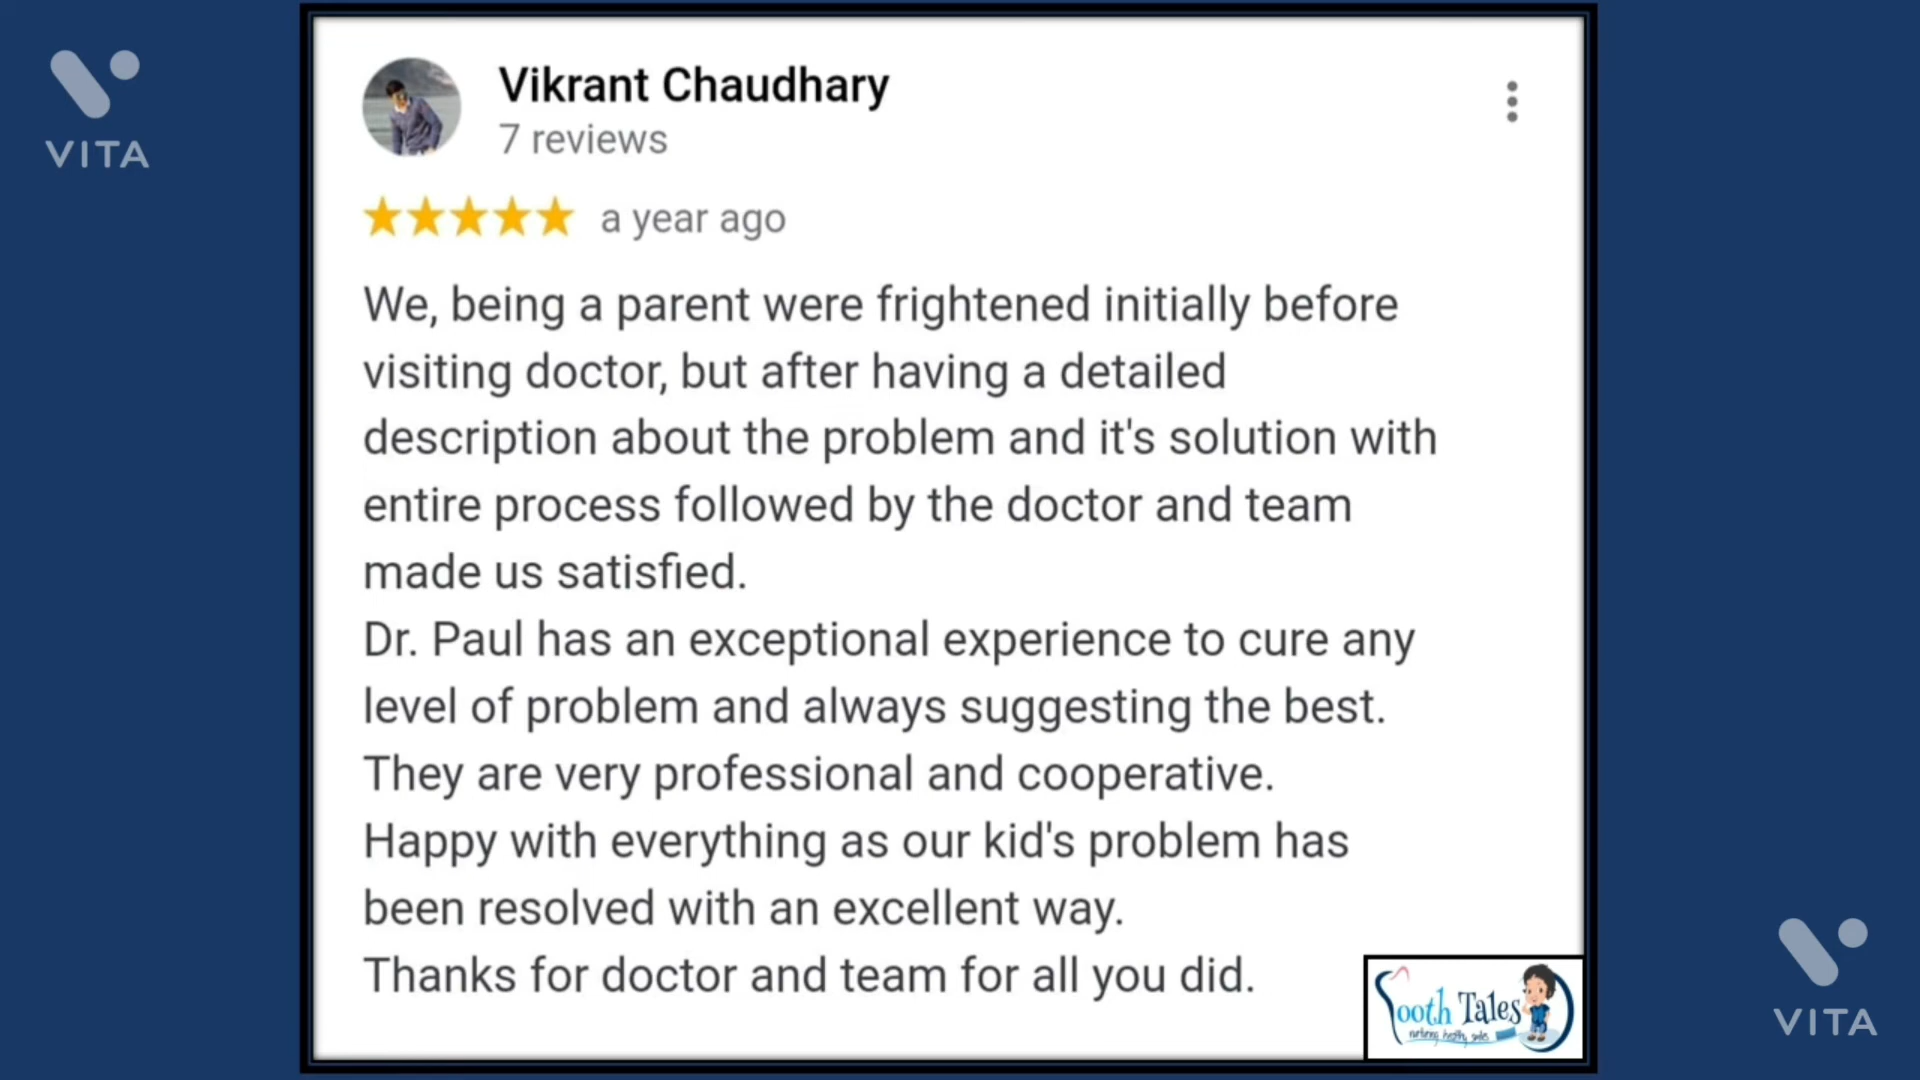 VITA
Vikrant Chaudhary
7 reviews
a year ago
We, being a parent were frightened initially before
visiting doctor, but after having a detailed
description about the problem and it's solution with
entire process followed by the doctor and team
made us satisfied.
Dr. Paul has an exceptional experience to cure any
level of problem and always suggesting the best.
They are very professional and cooperative.
Happy with everything as our kid's problem has
been resolved with an excellent way.
Thanks for doctor and team for all you did.
Tooth Tales
VITA